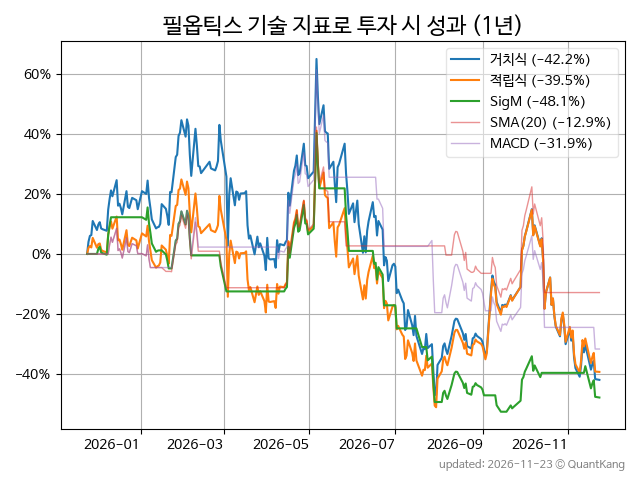 필옵틱스 기술 지표로 투자 시 성과 (1년)
거치식 (−42.2%)
적립식 (−39.5%)
SigM (−48.1%)
SMA(20) (−12.9%)
MACD (−31.9%)
60%
40%
20%
0%
−20%
−40%
2026-01 2026-03 2026-05 2026-07 2026-09 2026-11
updated: 2026-11-23 © QuantKang